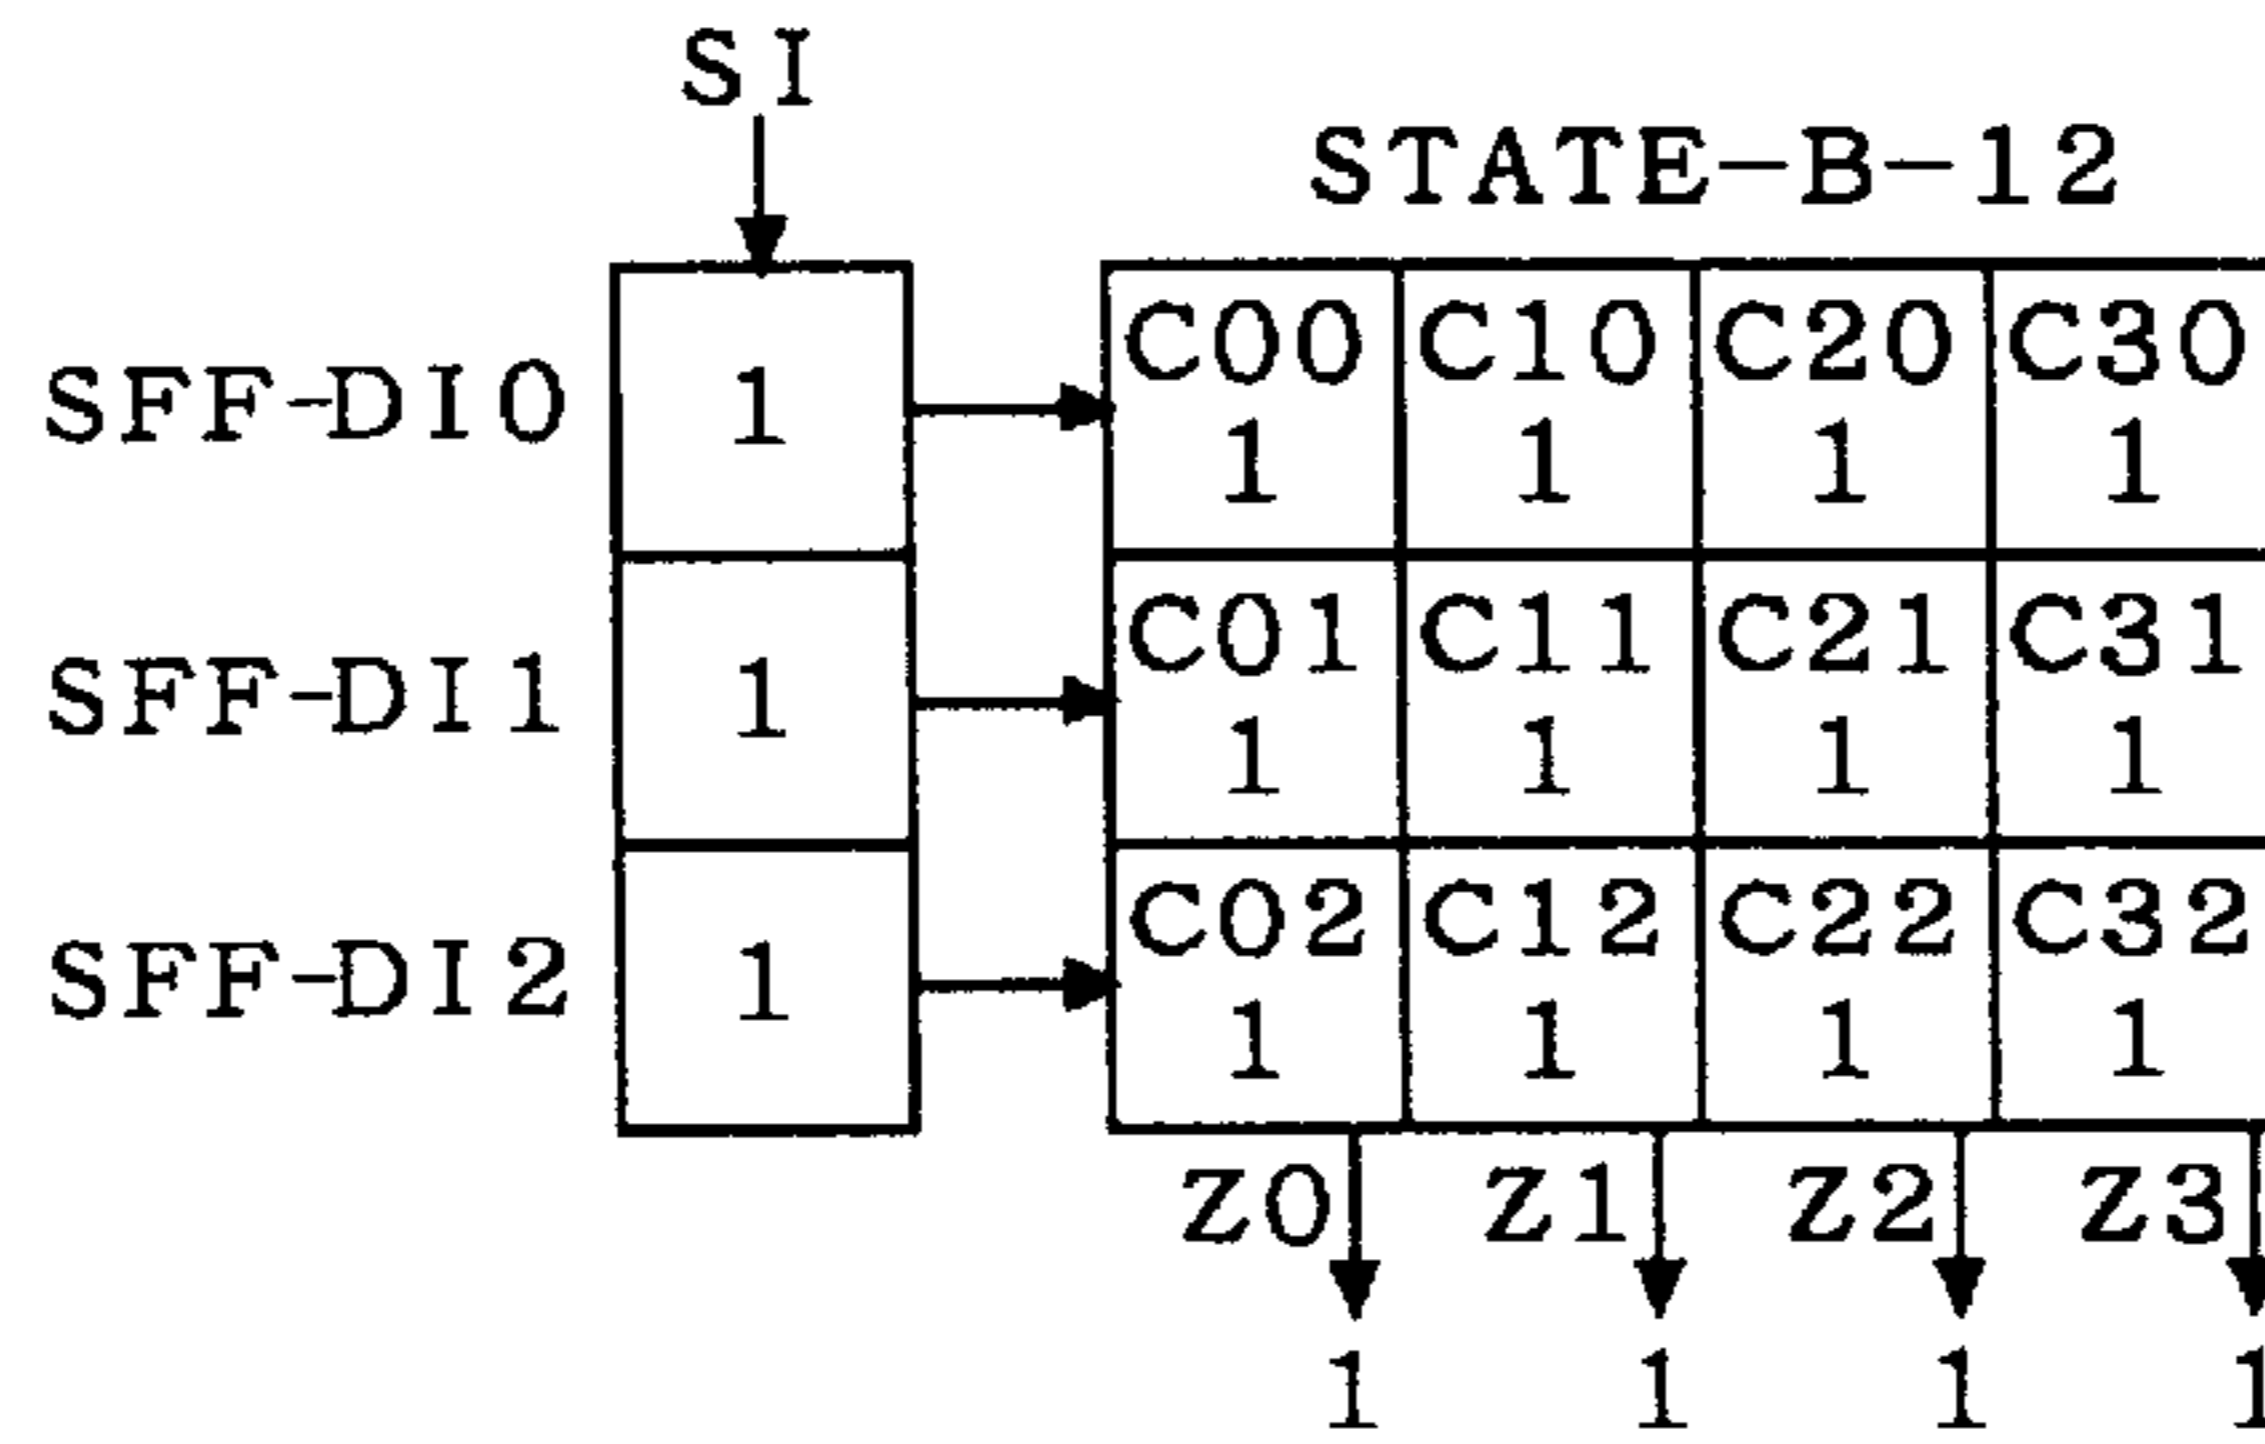 SI
STATE-B-12
C00 C10 C20 C30
SFF-DI0 1 1 1 1 1
C01 C11 C21 C31
SFF-DI1 1 1 1 1 1
C02 C12 C22 C32
SFF-DI2 1 1 1 1 1
Z0 Z1 Z2 Z3
1 1 1 1